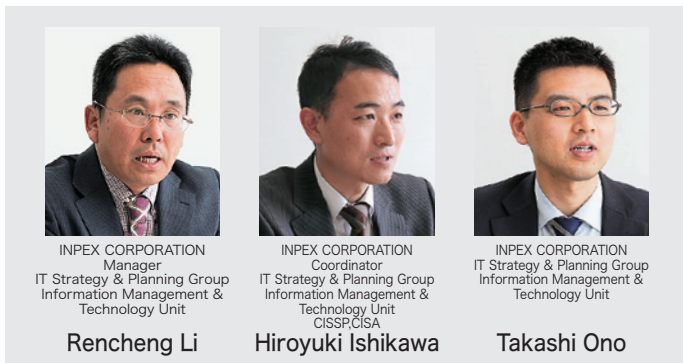 INPEX CORPORATION
Manager
IT Strategy & Planning Group
Information Management &
Technology Unit
Rencheng Li
INPEX CORPORATION
Coordinator
IT Strategy & Planning Group
Information Management &
Technology Unit
CISSP,CISA
Hiroyuki Ishikawa
INPEX CORPORATION
IT Strategy & Planning Group
Information Management &
Technology Unit
Takashi Ono